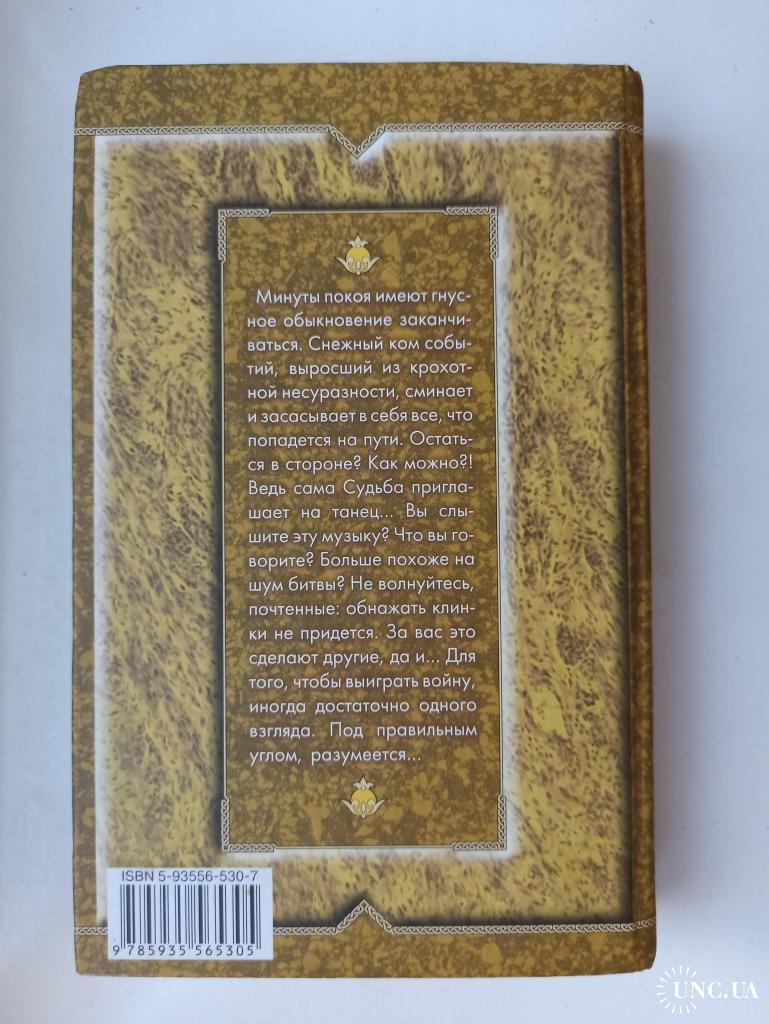 Минуты покоя имеют гнус-
ное обыкновение заканчи-
ваться. Снежный ком собы-
тий, выросший из крохот-
ной несуразности, сминает
и засасывает в себя все, что
попадется на пути. Остать-
ся в стороне? Как можно?!
Ведь сама Судьба пригла-
шает на танец... Вы слы-
шите эту музыку? Что вы го-
ворите? Больше похоже на
шум битвы? Не волнуйтесь,
почтенные: обнажать клин-
ки не придется. За вас это
сделают другие, да и... Для
того, чтобы выиграть войну,
иногда достаточно одного
взгляда. Под правильным
углом, разумеется...
ISBN 5-93556-530-7
9 785935 565305
UNC.UA